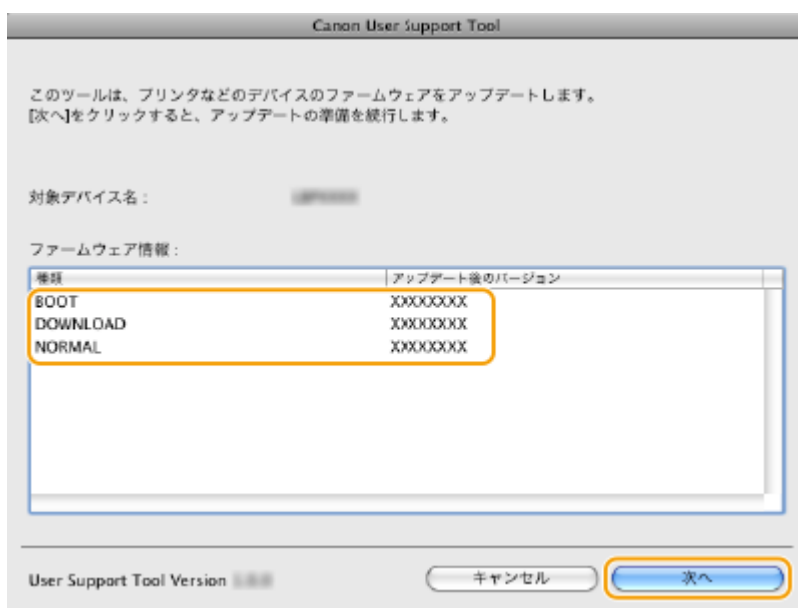 Canon User Support Tool
このツールは、プリンタなどのデバイスのファームウェアをアップデートします。
[次へ]をクリックすると、アップデートの準備を続行します。
対象デバイス名：
ファームウェア情報：
種類 アップデート後のバージョン
BOOT XXXXXXXX
DOWNLOAD XXXXXXXX
NORMAL XXXXXXXX
User Support Tool Version
キャンセル 次へ